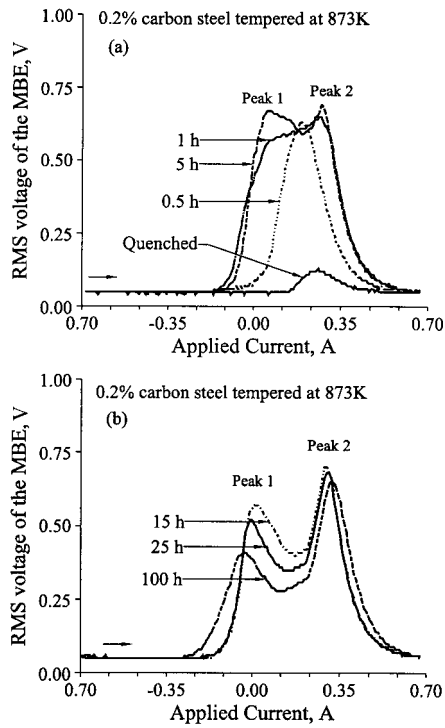 0.2% carbon steel tempered at 873K
(a)
RMS voltage of the MBE, V
1.00
0.75
0.50
0.25
0.00
Peak 1
Peak 2
1 h
5 h
0.5 h
Quenched
0.70
-0.35
0.00
0.35
0.70
Applied Current, A
0.2% carbon steel tempered at 873K
(b)
RMS voltage of the MBE, V
1.00
0.75
0.50
0.25
0.00
Peak 1
Peak 2
15 h
25 h
100 h
0.70
-0.35
0.00
0.35
0.70
Applied Current, A